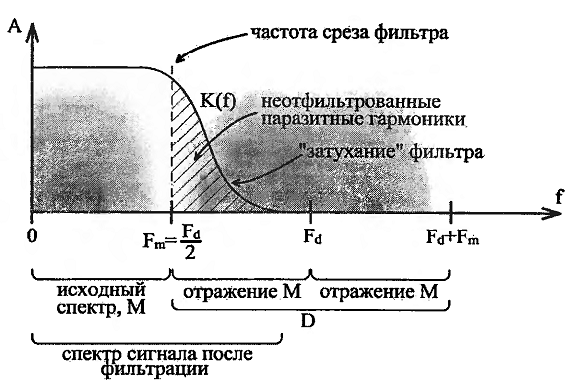 A
частота среза фильтра
K(f)
неотфильтрованные
паразитные гармоники
"затухание" фильтра
f
0
Fm=Fd/2
Fd
Fd+Fm
исходный
спектр, М
отражение М
отражение М
D
спектр сигнала после
фильтрации